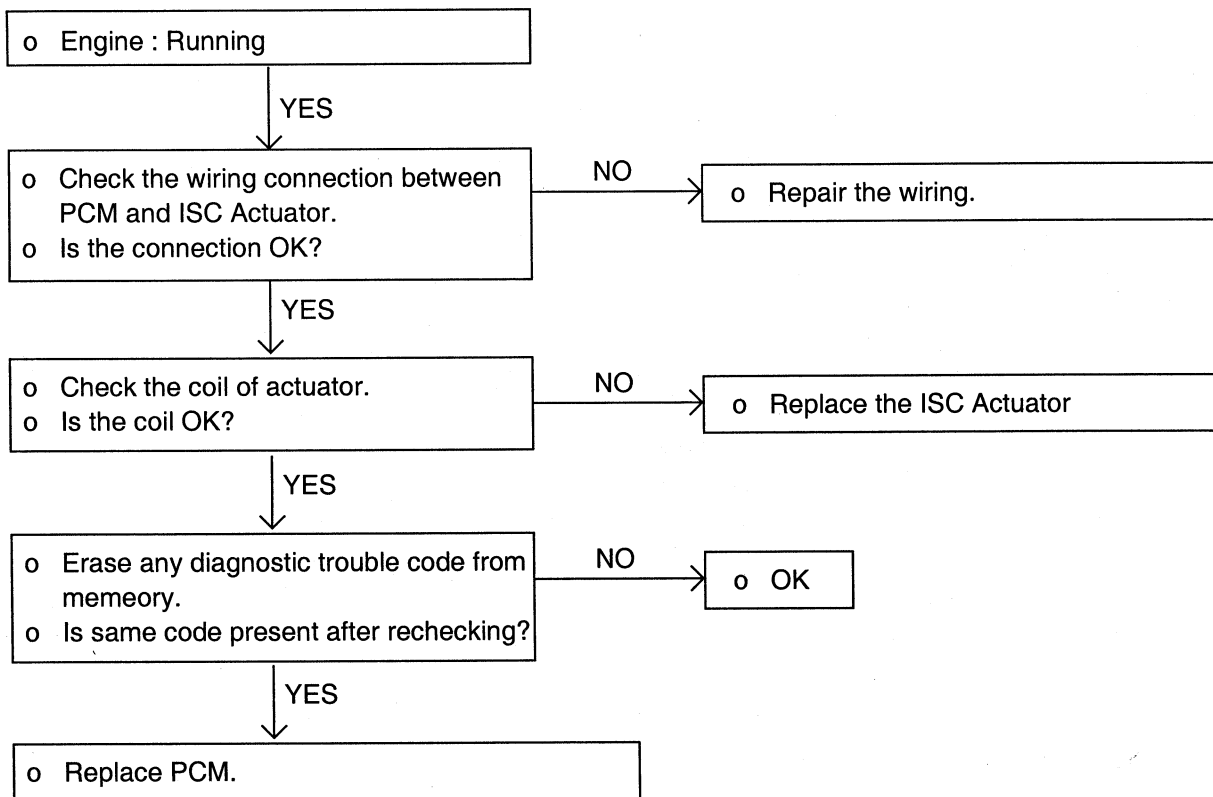 o Engine : Running
YES
o Check the wiring connection between
PCM and ISC Actuator.
o Is the connection OK?
NO
o Repair the wiring.
YES
o Check the coil of actuator.
o Is the coil OK?
NO
o Replace the ISC Actuator
YES
o Erase any diagnostic trouble code from
memeory.
o Is same code present after rechecking?
NO
o OK
YES
o Replace PCM.